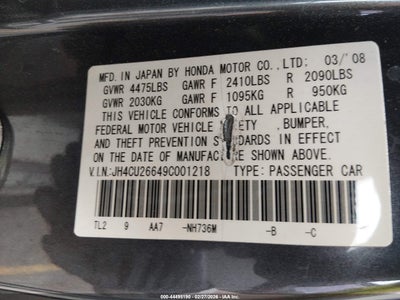 MFD. IN JAPAN BY HONDA MOTOR CO., LTD: 03/'08
GVWR 4475LBS GAWR F 2410LBS R 2090LBS
GVWR 2030KG GAWR F 1095KG R 950KG
THIS VEHICLE CONFORMS TO ALL APPLICABLE
FEDERAL MOTOR VEHICLE , BUMPER,
AND THEFT PREVENTION STANDARDS IN EFFECT
ON THE DATE OF MANUFACTURE SHOWN ABOVE.
V.I.N:JH4CU26649C001218 TYPE: PASSENGER CAR
TL2 9 AA7 -NH736M -B -C -
000-44495190 - 02/27/2026 - IAA Inc.